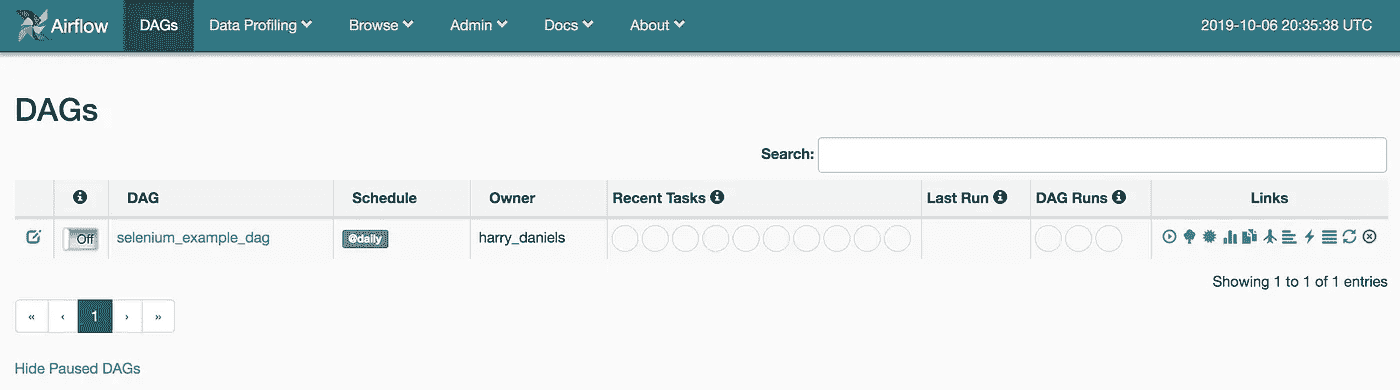 Airflow DAGs Data Profiling Browse Admin Docs About 2019-10-06 20:35:38 UTC
DAGs
Search:
DAG Schedule Owner Recent Tasks Last Run DAG Runs Links
Off selenium_example_dag @daily harry_daniels
Showing 1 to 1 of 1 entries
« ‹ 1 › »
Hide Paused DAGs